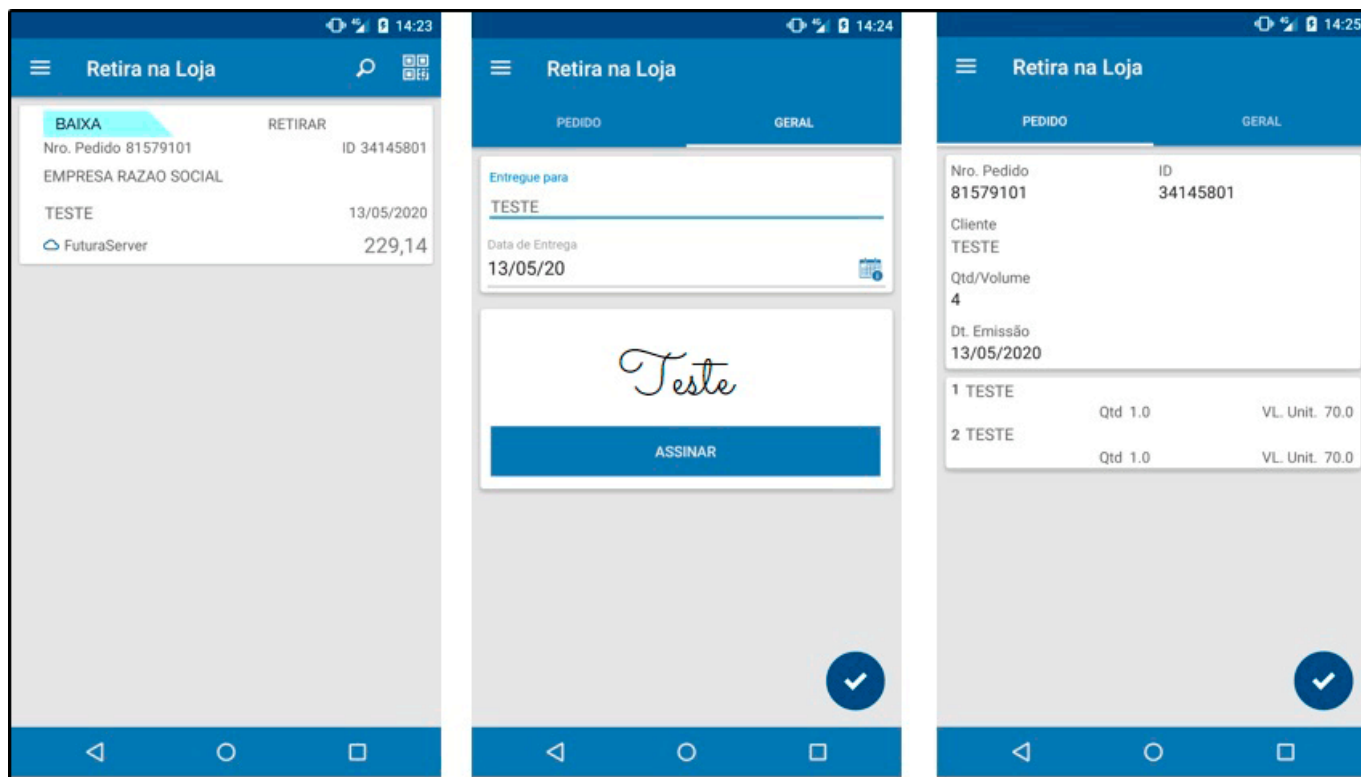 14:23
Retira na Loja
BAIXA RETIRAR
Nro. Pedido 81579101 ID 34145801
EMPRESA RAZAO SOCIAL
TESTE 13/05/2020
FuturaServer 229,14
4G 14:24
Retira na Loja
PEDIDO GERAL
Entregue para
TESTE
Data de Entrega
13/05/20
Teste
ASSINAR
4G 14:25
Retira na Loja
PEDIDO GERAL
Nro. Pedido ID
81579101 34145801
Cliente
TESTE
Qtd/Volume
4
Dt. Emissão
13/05/2020
1 TESTE
Qtd 1.0 VL. Unit. 70.0
2 TESTE
Qtd 1.0 VL. Unit. 70.0